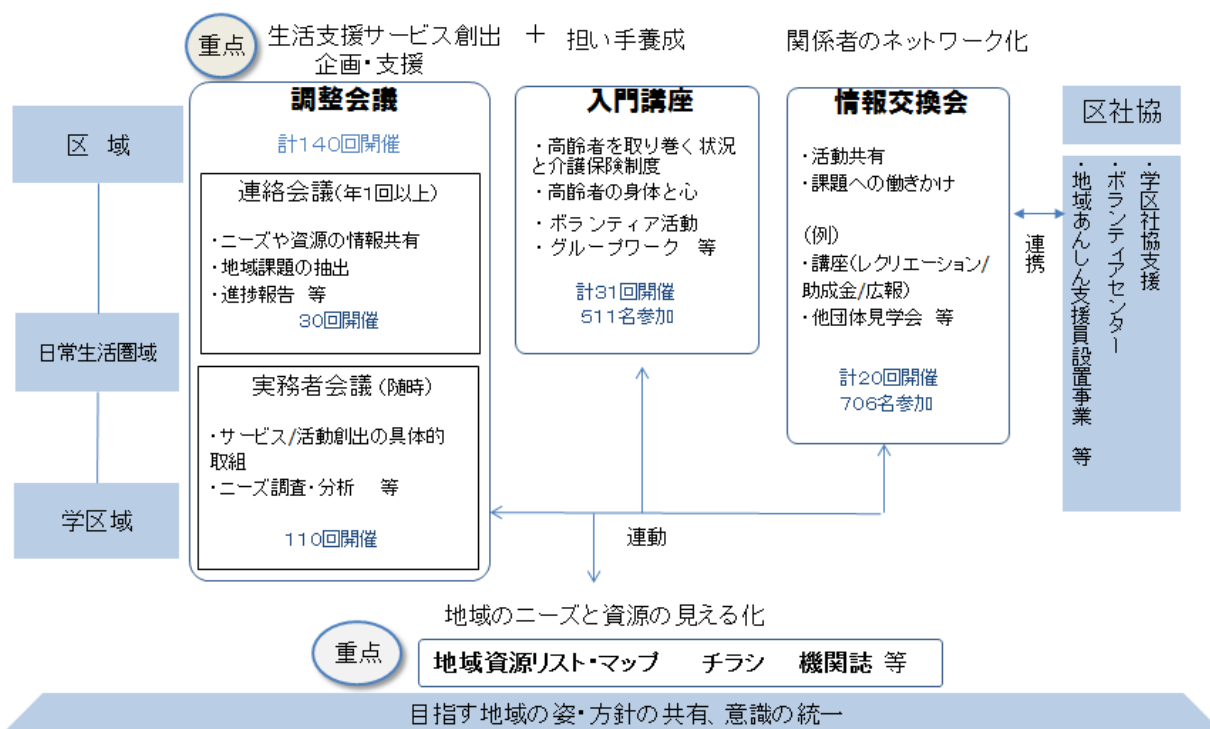 重点
生活支援サービス創出
企画・支援
＋
担い手養成
関係者のネットワーク化
区 域
日常生活圏域
学区域
調整会議
計140回開催
連絡会議(年1回以上)
・ニーズや資源の情報共有
・地域課題の抽出
・進捗報告 等
30回開催
実務者会議(随時)
・サービス/活動創出の具体的
取組
・ニーズ調査・分析 等
110回開催
入門講座
・高齢者を取り巻く状況
と介護保険制度
・高齢者の身体と心
・ボランティア活動
・グループワーク 等
計31回開催
511名参加
情報交換会
・活動共有
・課題への働きかけ
(例)
・講座(レクリエーション/
助成金/広報)
・他団体見学会 等
計20回開催
706名参加
連携
区社協
・学区社協支援
・ボランティアセンター
・地域あんしん支援員設置事業 等
連動
地域のニーズと資源の見える化
重点
地域資源リスト・マップ チラシ 機関誌 等
目指す地域の姿・方針の共有、意識の統一